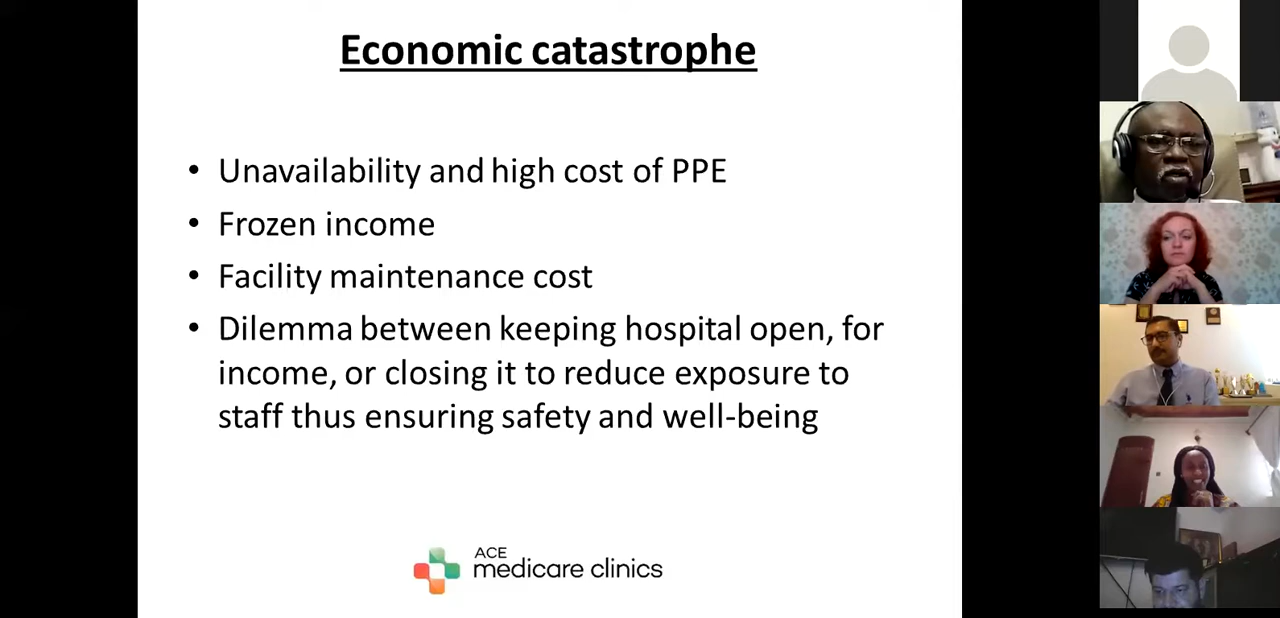 Economic catastrophe
• Unavailability and high cost of PPE
• Frozen income
• Facility maintenance cost
• Dilemma between keeping hospital open, for
income, or closing it to reduce exposure to
staff thus ensuring safety and well-being
ACE
medicare clinics